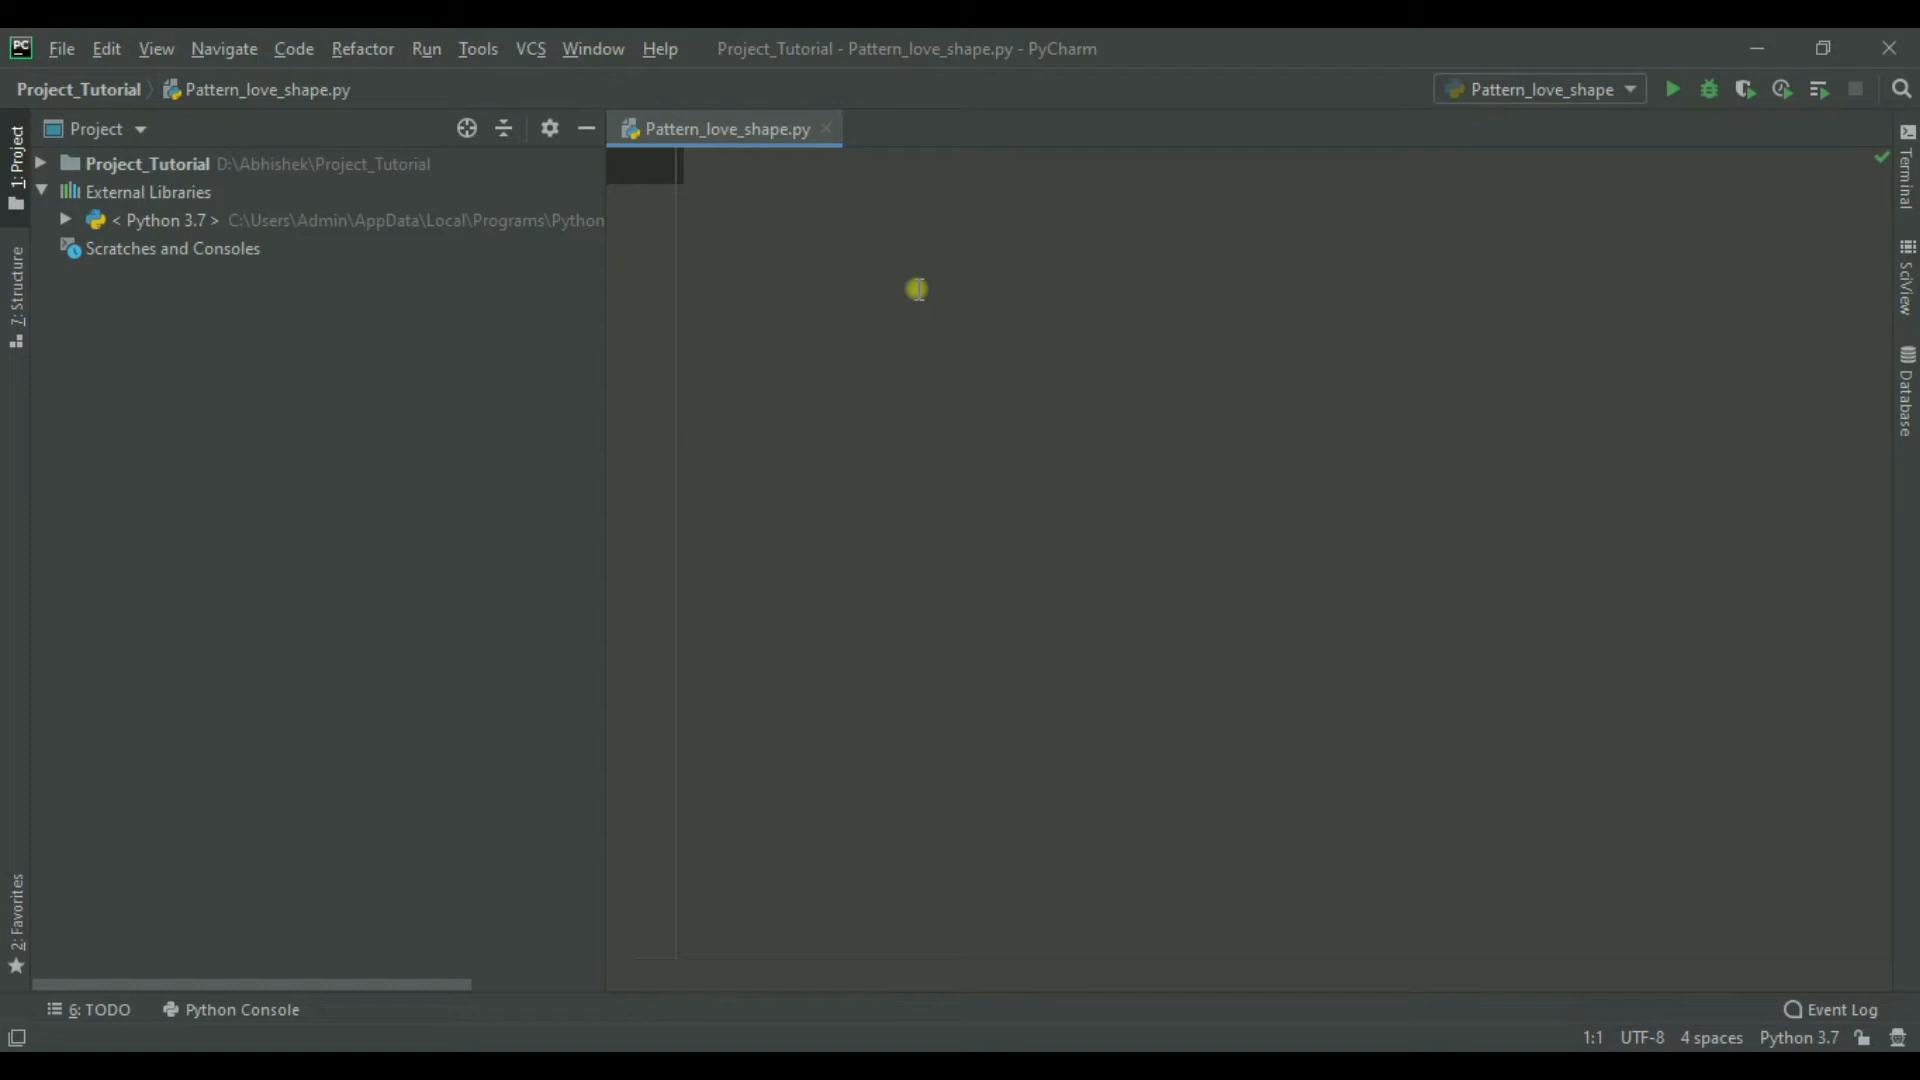 PC File Edit View Navigate Code Refactor Run Tools VCS Window Help Project_Tutorial - Pattern_love_shape.py - PyCharm
Project_Tutorial Pattern_love_shape.py Pattern_love_shape
1: Project Project Pattern_love_shape.py
Project_Tutorial D:\Abhishek\Project_Tutorial
External Libraries
< Python 3.7 > C:\Users\Admin\AppData\Local\Programs\Python
Scratches and Consoles
7: Structure
2: Favorites
Terminal
SciView
Database
6: TODO Python Console Event Log
1:1 UTF-8 4 spaces Python 3.7